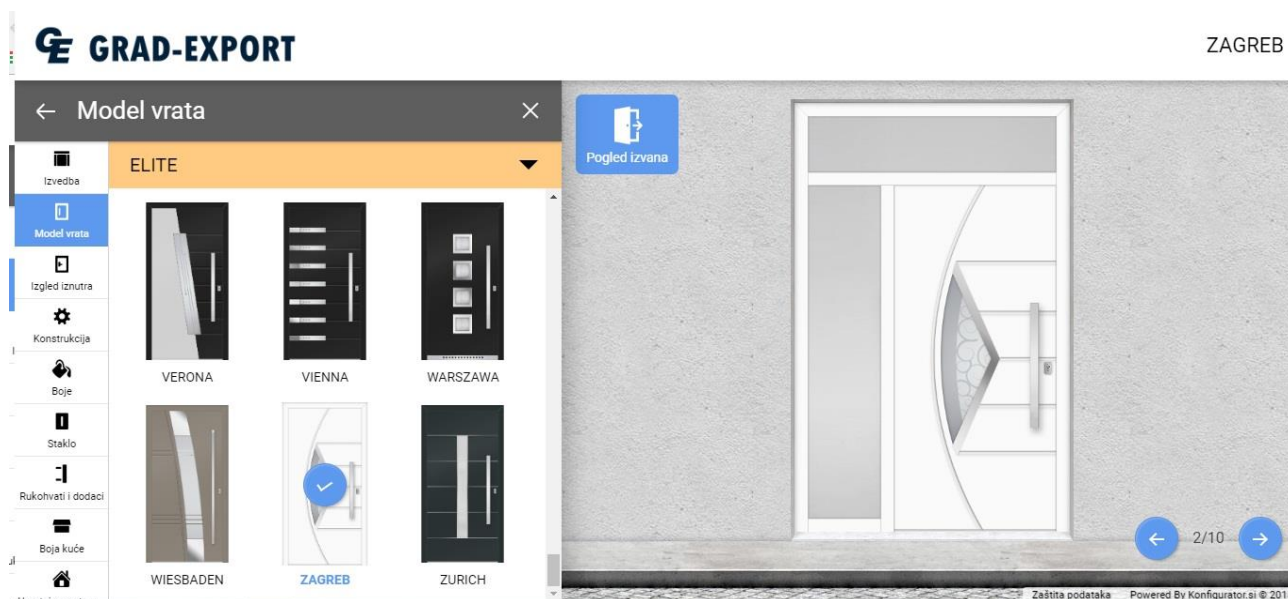 GE GRAD-EXPORT
ZAGREB
Model vrata
Pogled izvana
ELITE
Izvedba
Model vrata
Izgled iznutra
Konstrukcija
Boje
Staklo
Rukohvati i dodaci
Boja kuće
VERONA
VIENNA
WARSZAWA
WIESBADEN
ZAGREB
ZURICH
2/10
Zaštita podataka
Powered By Konfigurator.si © 201